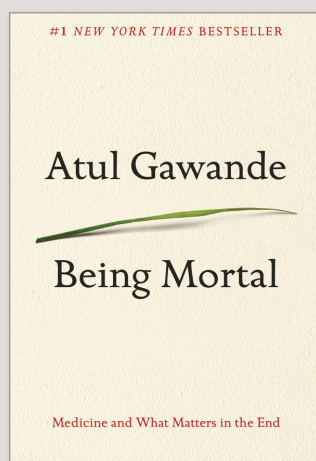 #1 NEW YORK TIMES BESTSELLER
Atul Gawande
Being Mortal
Medicine and What Matters in the End